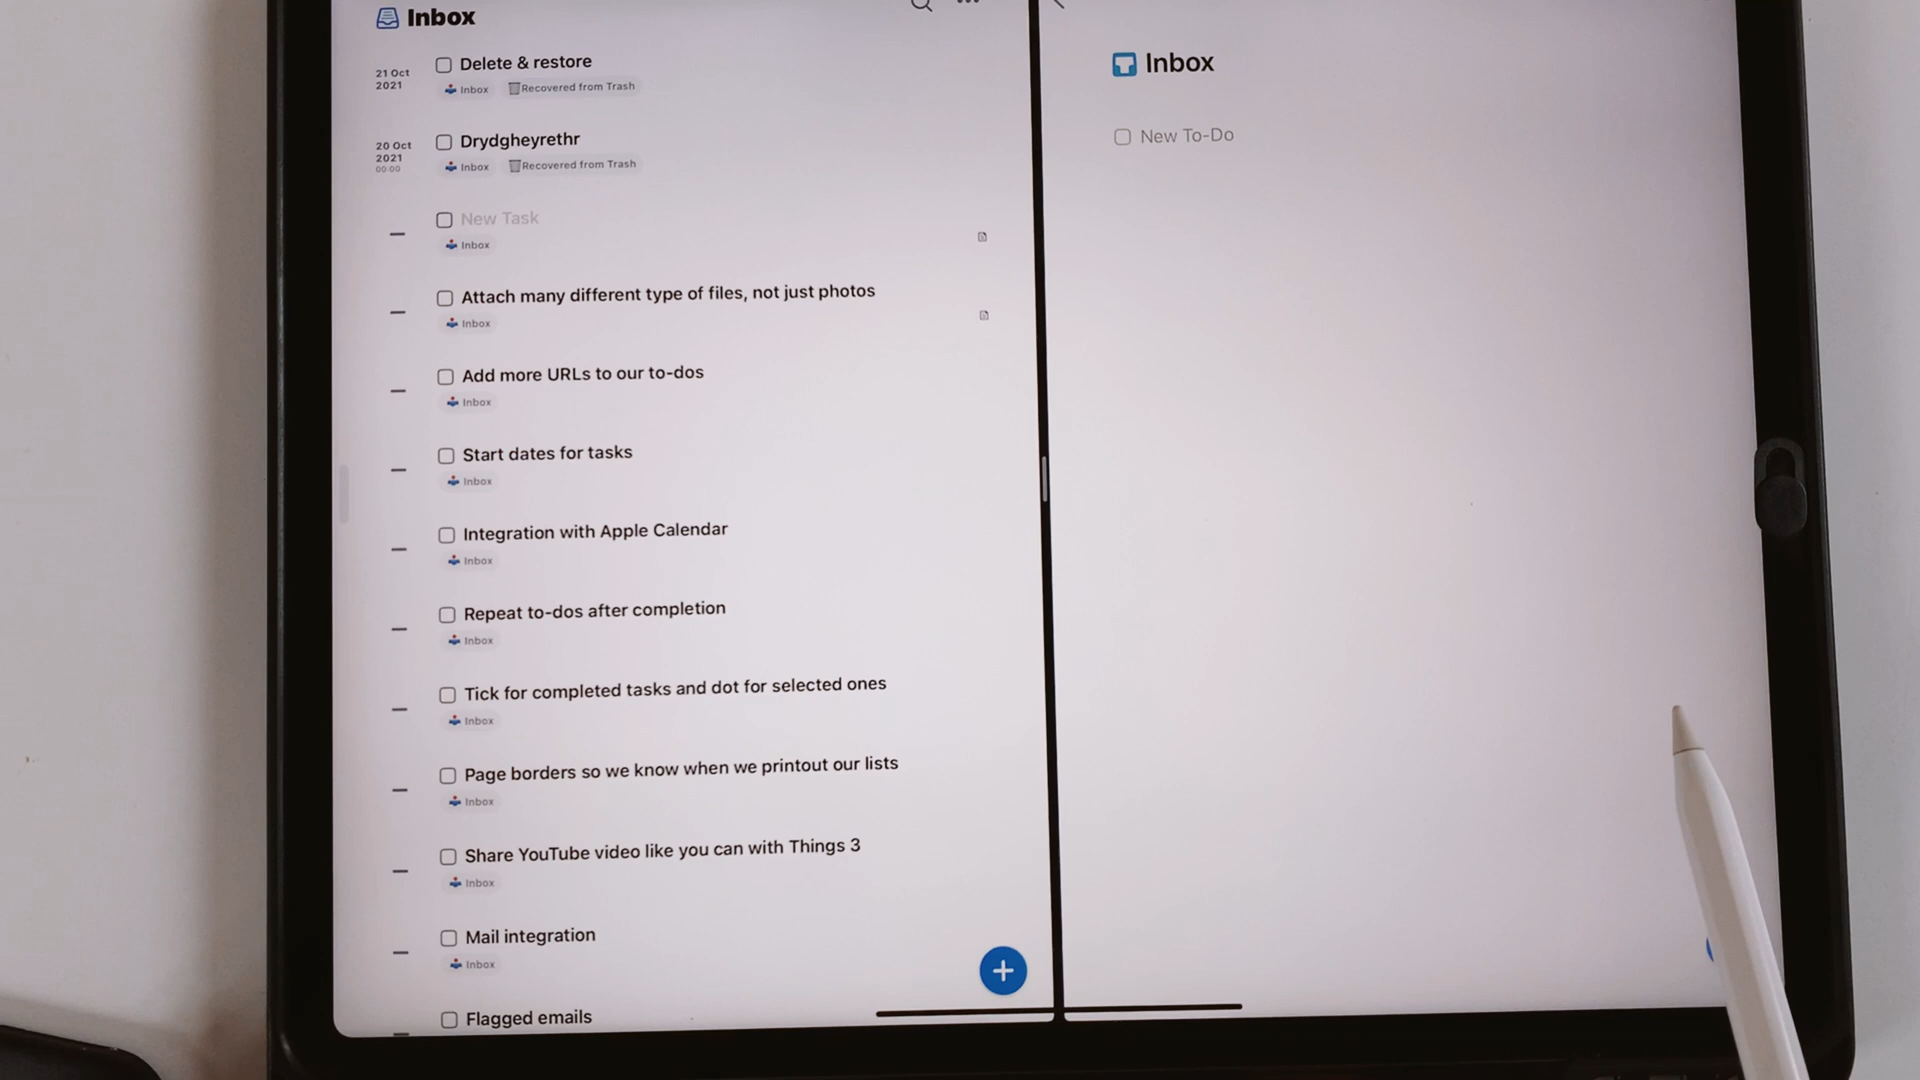 Inbox
21 Oct
2021
Delete & restore
Inbox Recovered from Trash
20 Oct
2021
00:00
Drydgheyrethr
Inbox Recovered from Trash
New Task
Inbox
Attach many different type of files, not just photos
Inbox
Add more URLs to our to-dos
Inbox
Start dates for tasks
Inbox
Integration with Apple Calendar
Inbox
Repeat to-dos after completion
Inbox
Tick for completed tasks and dot for selected ones
Inbox
Page borders so we know when we printout our lists
Inbox
Share YouTube video like you can with Things 3
Inbox
Mail integration
Inbox
Flagged emails
Inbox
New To-Do